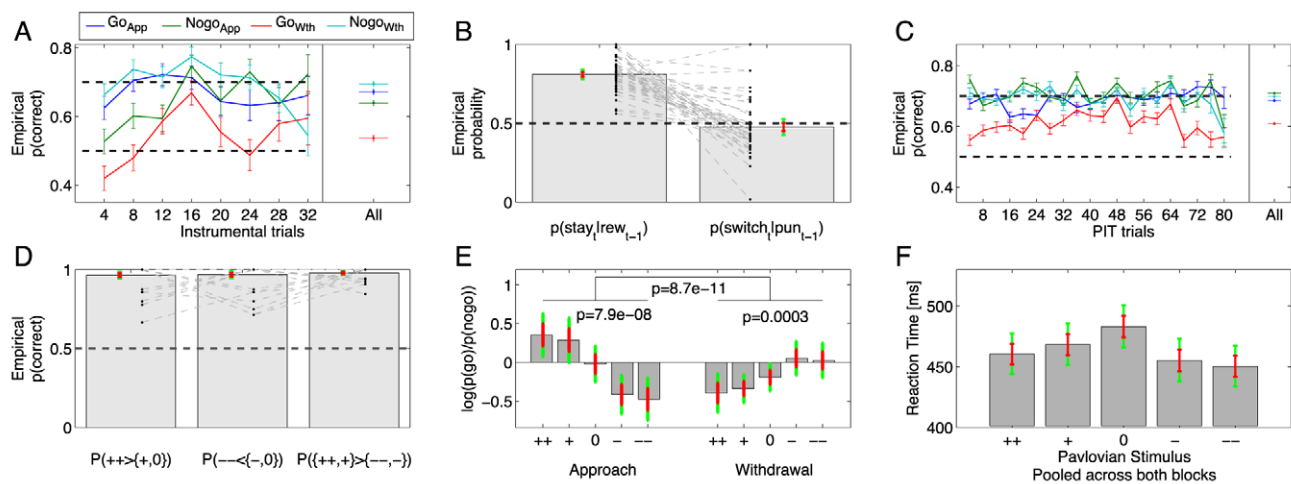 Go_App Nogo_App Go_Wth Nogo_Wth
A
Empirical
p(correct)
0.8
0.6
0.4
4 8 12 16 20 24 28 32
Instrumental trials
All
B
Empirical
probability
1
0.5
0
p(stay_t|rew_t−1) p(switch_t|pun_t−1)
C
Empirical
p(correct)
0.8
0.6
0.4
8 16 24 32 40 48 56 64 72 80
PIT trials
All
D
Empirical
p(correct)
1
0.5
0
P(++>{+,0}) P(−−<{−,0}) P({++,+}>{−−,−})
E
log(p(go)/p(nogo))
1
0.5
0
−0.5
p=8.7e−11
p=7.9e−08
p=0.0003
++ + 0 − −− ++ + 0 − −−
Approach Withdrawal
F
Reaction Time [ms]
500
450
400
++ + 0 − −−
Pavlovian Stimulus
Pooled across both blocks